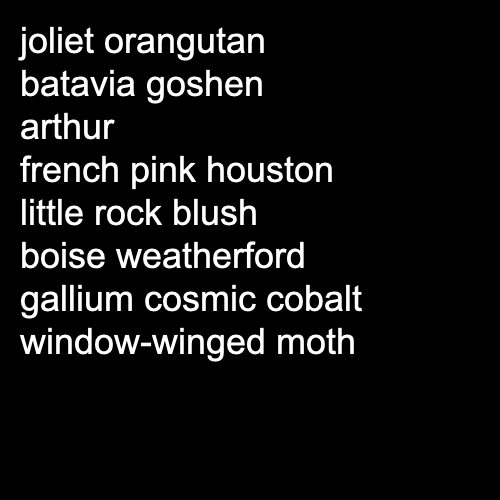 joliet orangutan
batavia goshen
arthur
french pink houston
little rock blush
boise weatherford
gallium cosmic cobalt
window-winged moth